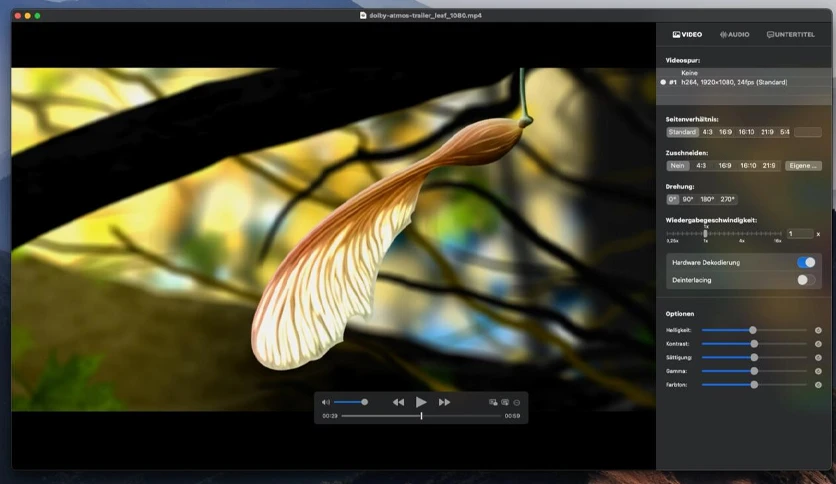 dolby-atmos-trailer_leaf_1080.mp4
VIDEO AUDIO UNTERTITEL
Videospur:
Keine
#1 h264, 1920x1080, 24fps (Standard)
Seitenverhältnis:
Standard 4:3 16:9 16:10 21:9 5:4
Zuschneiden:
Nein 4:3 16:9 16:10 21:9 Eigene ...
Drehung:
0° 90° 180° 270°
Wiedergabegeschwindigkeit:
1x
1 x
0,25x 1x 4x 16x
Hardware Dekodierung
Deinterlacing
Optionen
Helligkeit:
Kontrast:
Sättigung:
Gamma:
Farbton:
00:29 00:59